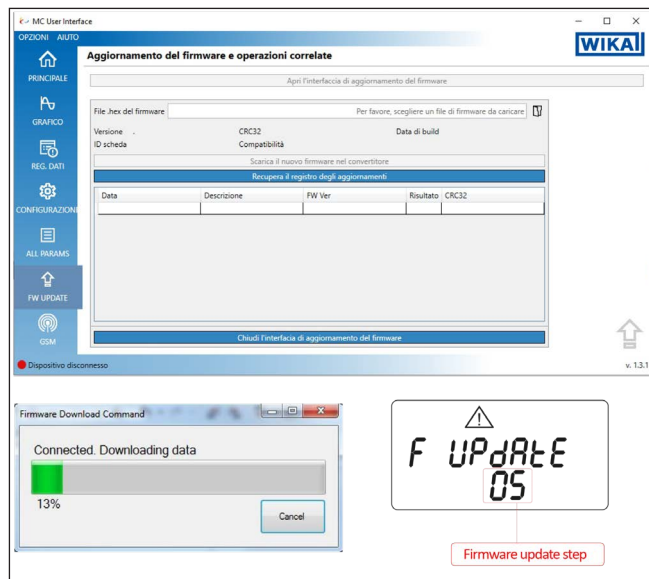 MC User Interface
OPZIONI AIUTO
WIKAI
Aggiornamento del firmware e operazioni correlate
PRINCIPALE
GRAFICO
REG. DATI
CONFIGURAZIONI
ALL PARAMS
FW UPDATE
GSM
Apri l'interfaccia di aggiornamento del firmware
File .hex del firmware
Per favore, scegliere un file di firmware da caricare
Versione . CRC32 Data di build
ID scheda Compatibilità
Scarica il nuovo firmware nel convertitore
Recupera il registro degli aggiornamenti
Data Descrizione FW Ver Risultato CRC32
Chiudi l'interfacia di aggiornamento del firmware
Dispositivo disconnesso
v. 1.3.1
Firmware Download Command
Connected. Downloading data
13%
Cancel
F UPdAtE
05
Firmware update step